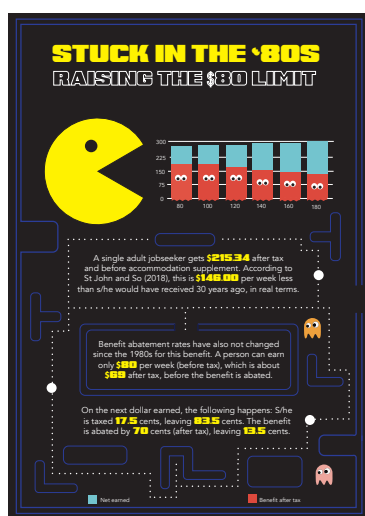 STUCK IN THE '80S
RAISING THE $80 LIMIT
300
225
150
75
0
80 100 120 140 160 180
A single adult jobseeker gets $215.34 after tax
and before accommodation supplement. According to
St John and So (2018), this is $146.00 per week less
than s/he would have received 30 years ago, in real terms.
Benefit abatement rates have also not changed
since the 1980s for this benefit. A person can earn
only $80 per week (before tax), which is about
$69 after tax, before the benefit is abated.
On the next dollar earned, the following happens: S/he
is taxed 17.5 cents, leaving 83.5 cents. The benefit
is abated by 70 cents (after tax), leaving 13.5 cents.
Net earned
Benefit after tax